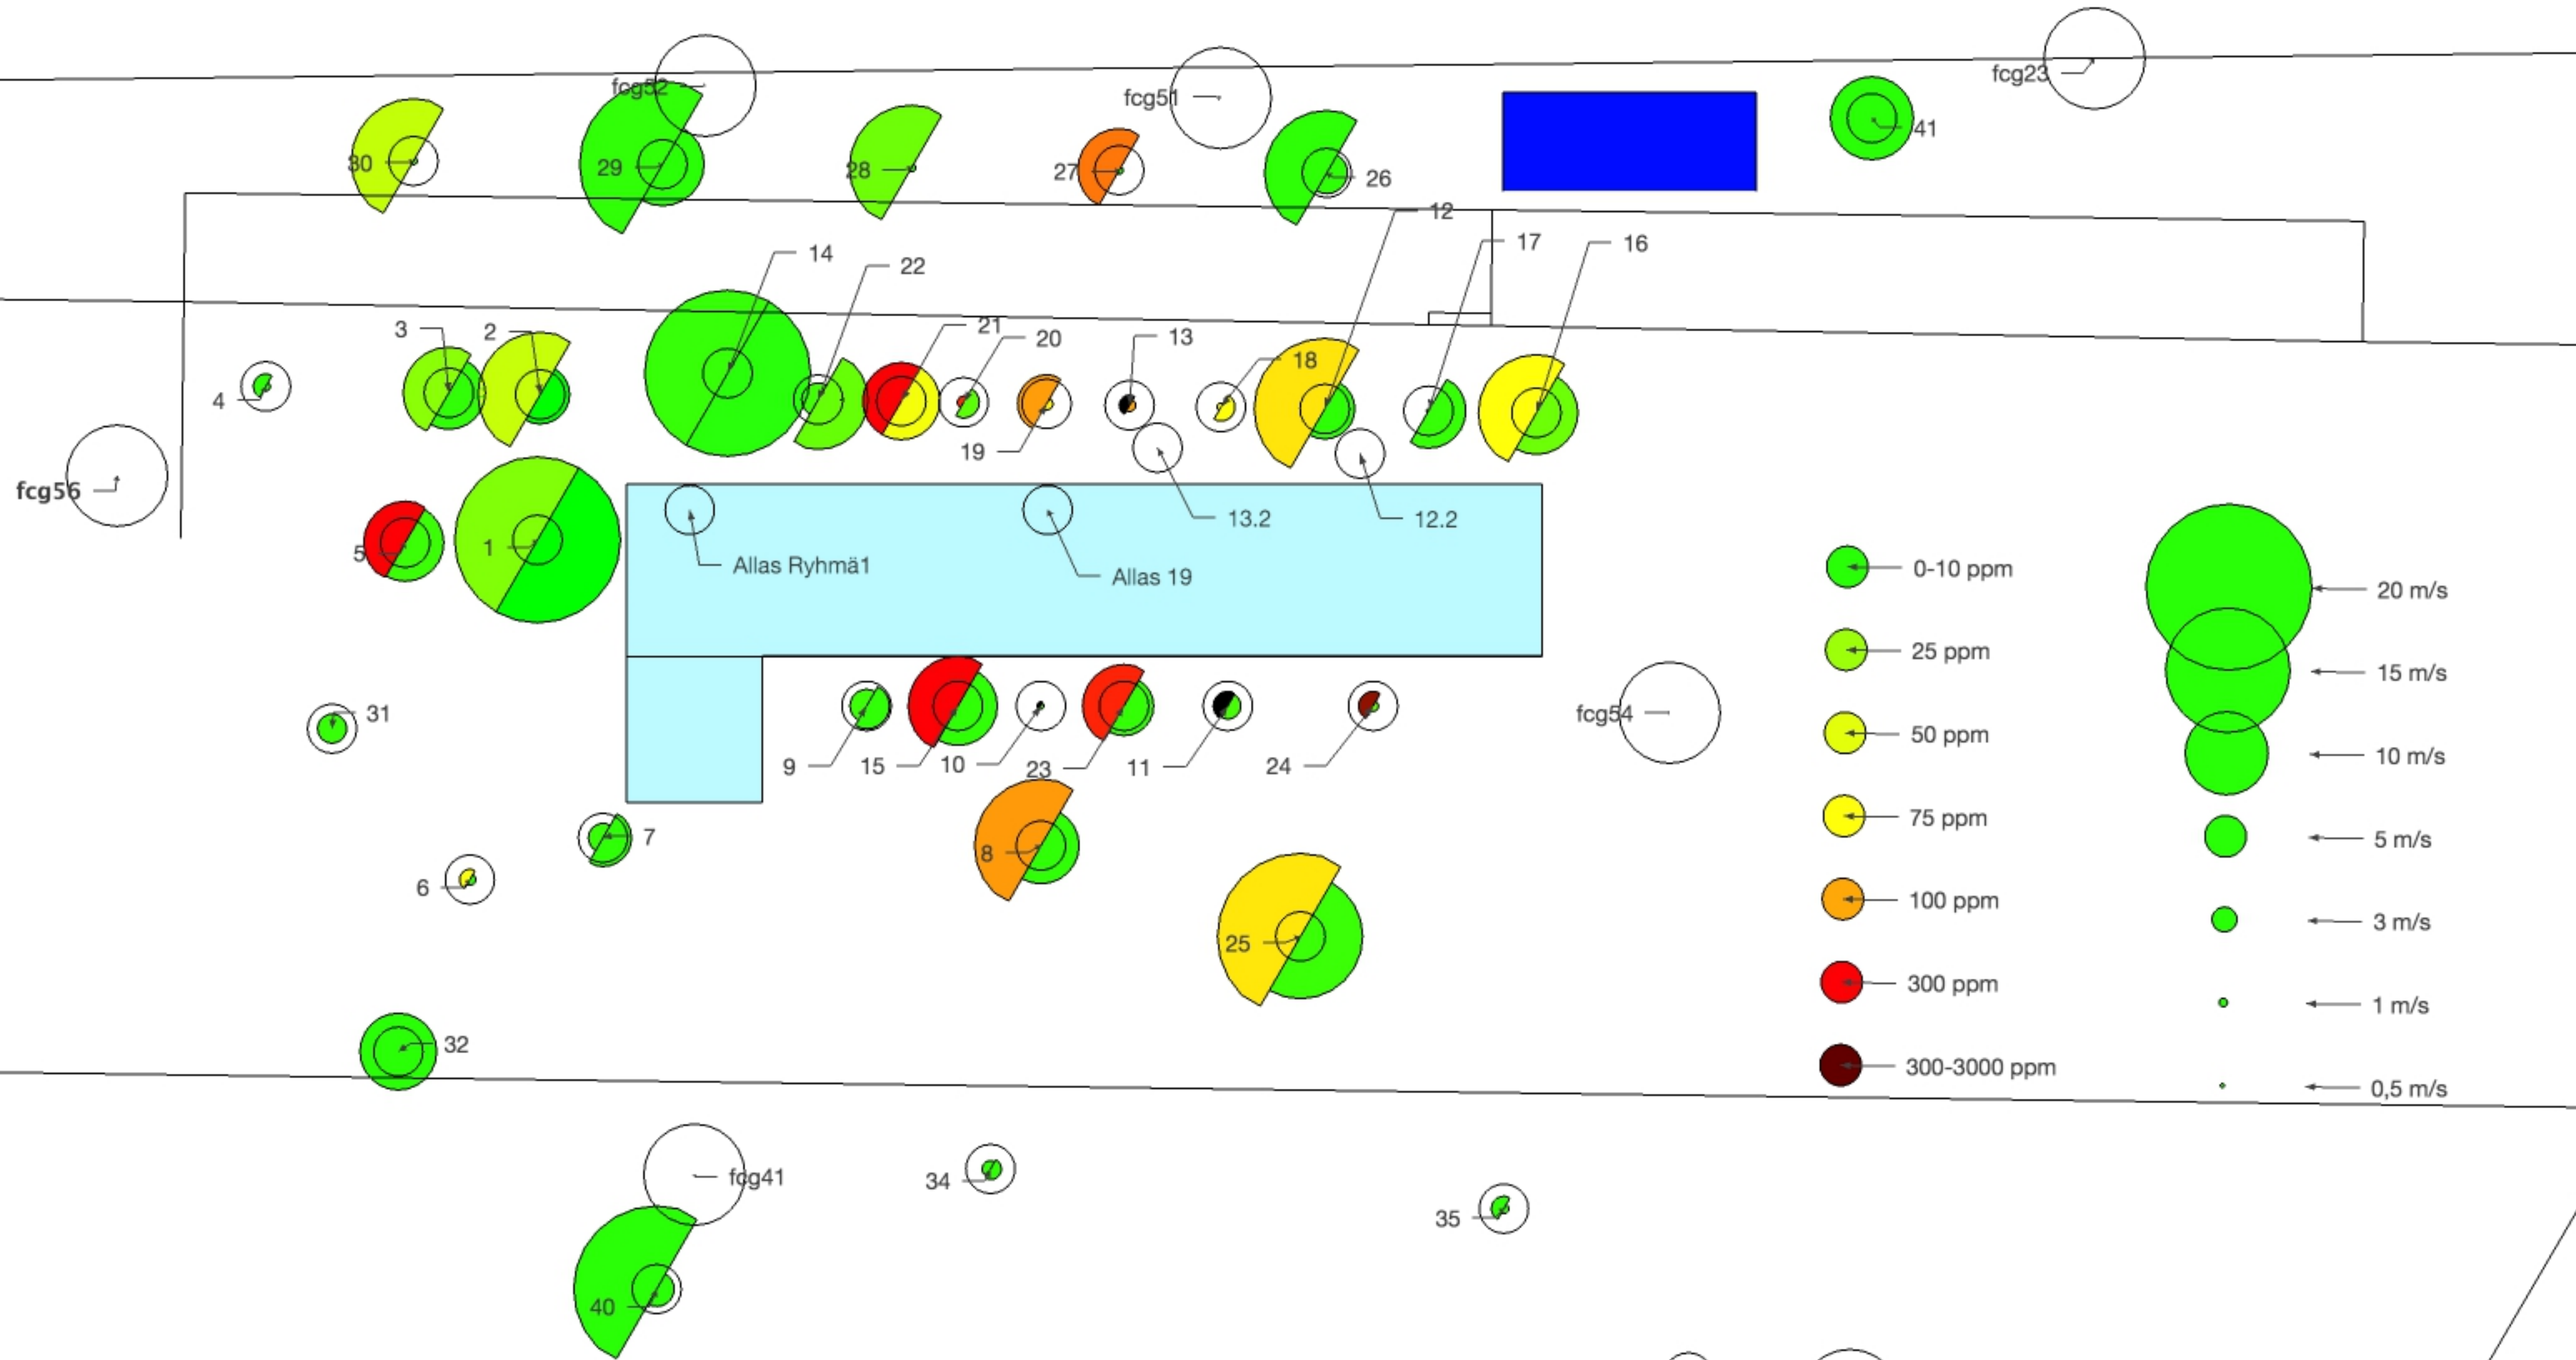 fcg52
fcg51
fcg23
30
29
28
27
26
41
12
14
22
17
16
3
2
21
20
13
18
4
19
fcg56
13.2
12.2
5
1
Allas Ryhmä1
Allas 19
0-10 ppm
20 m/s
25 ppm
15 m/s
31
fcg54
50 ppm
10 m/s
9
15
10
23
11
24
75 ppm
5 m/s
7
8
6
100 ppm
3 m/s
25
300 ppm
1 m/s
32
300-3000 ppm
0,5 m/s
fcg41
34
35
40